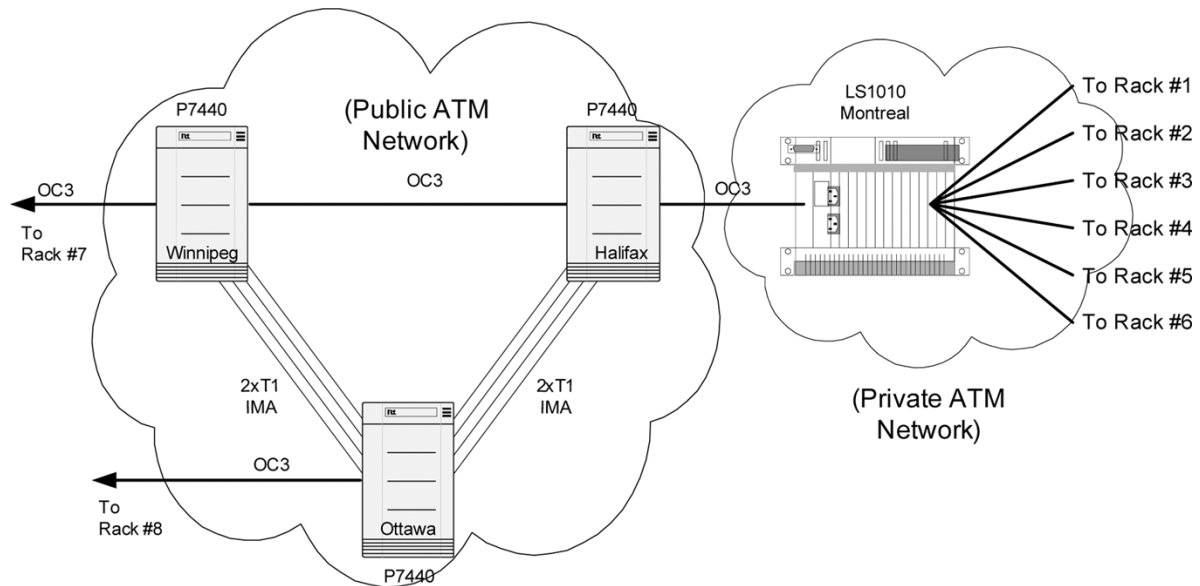 P7440
(Public ATM
Network)
P7440
LS1010
Montreal
To Rack #1
To Rack #2
To Rack #3
To Rack #4
To Rack #5
To Rack #6
OC3
OC3
OC3
To
Rack #7
Winnipeg
Halifax
2xT1
IMA
2xT1
IMA
(Private ATM
Network)
OC3
To
Rack #8
Ottawa
P7440